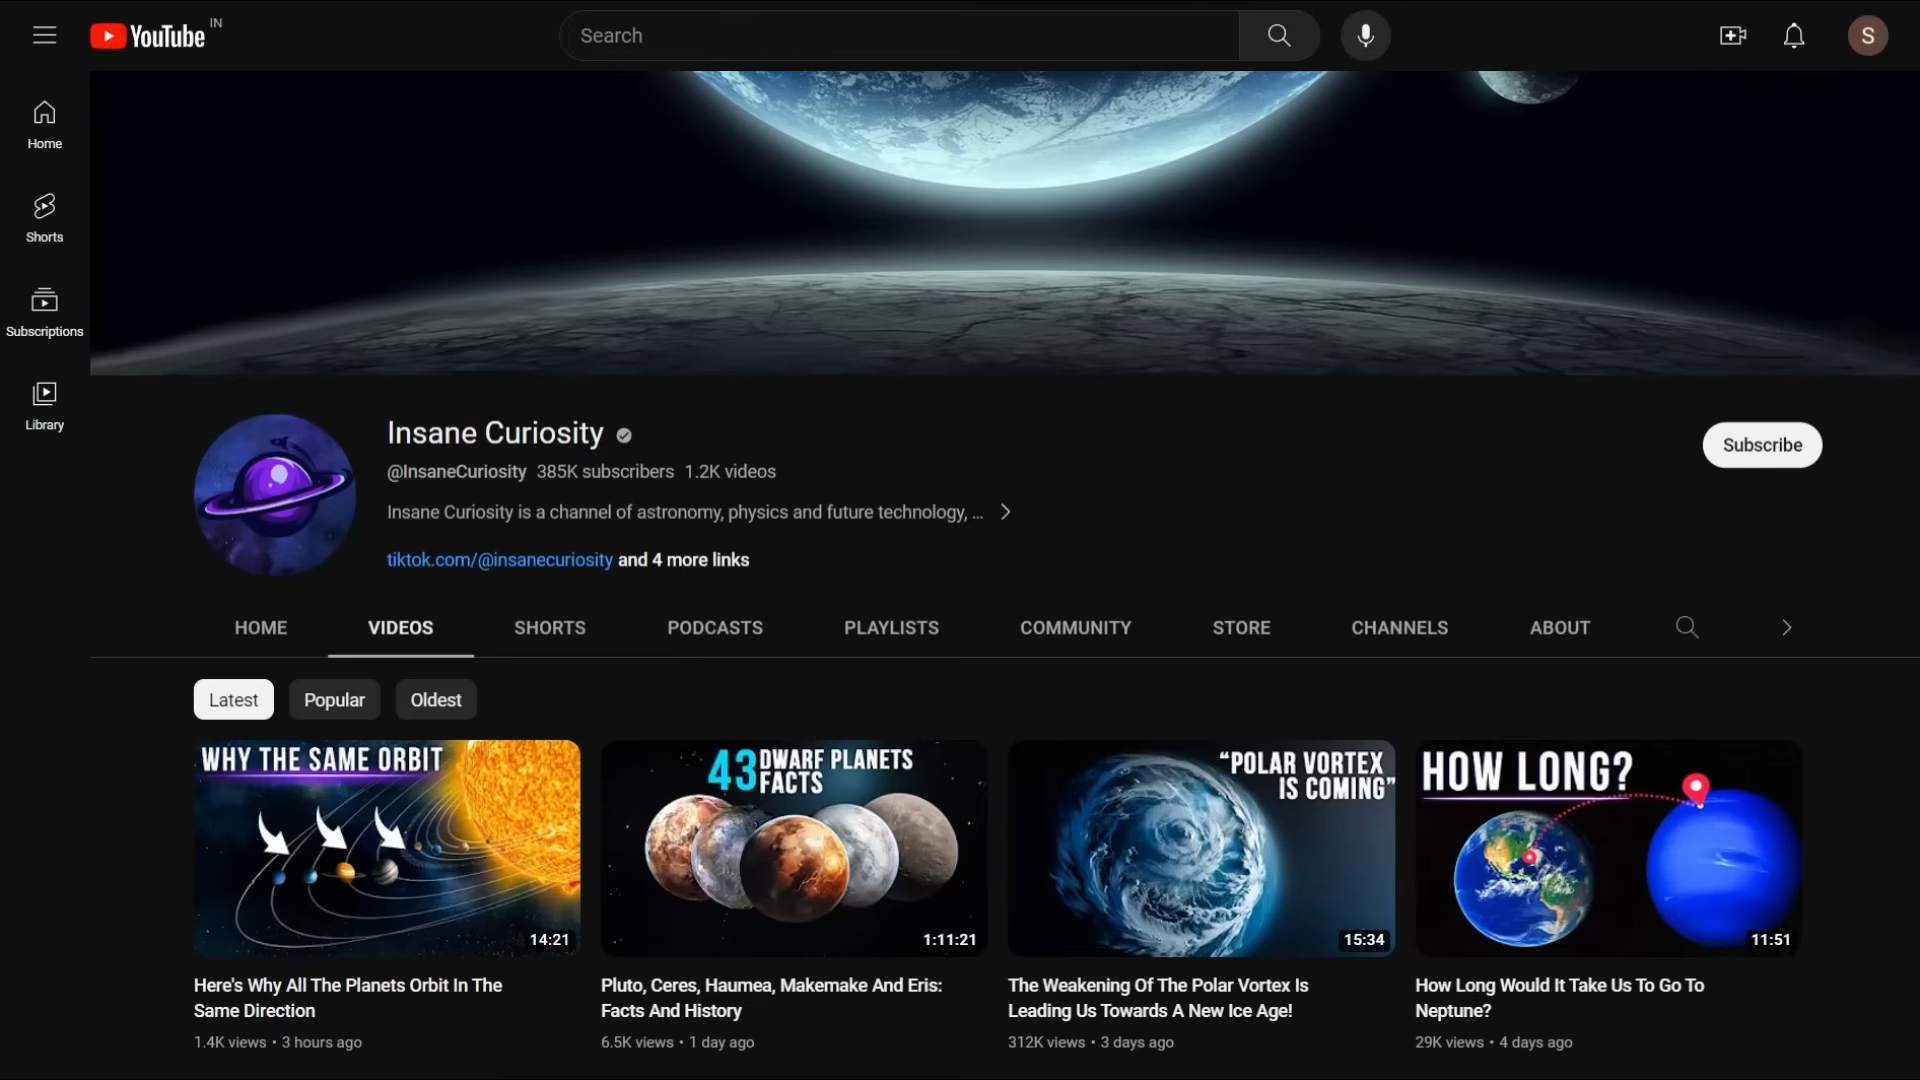 YouTube IN
Search
S
Home
Shorts
Subscriptions
Library
Insane Curiosity
@InsaneCuriosity 385K subscribers 1.2K videos
Insane Curiosity is a channel of astronomy, physics and future technology, ...
tiktok.com/@insanecuriosity and 4 more links
Subscribe
HOME VIDEOS SHORTS PODCASTS PLAYLISTS COMMUNITY STORE CHANNELS ABOUT
Latest Popular Oldest
WHY THE SAME ORBIT
14:21
Here's Why All The Planets Orbit In The
Same Direction
1.4K views • 3 hours ago
43 DWARF PLANETS
FACTS
1:11:21
Pluto, Ceres, Haumea, Makemake And Eris:
Facts And History
6.5K views • 1 day ago
“POLAR VORTEX
IS COMING”
15:34
The Weakening Of The Polar Vortex Is
Leading Us Towards A New Ice Age!
312K views • 3 days ago
HOW LONG?
11:51
How Long Would It Take Us To Go To
Neptune?
29K views • 4 days ago